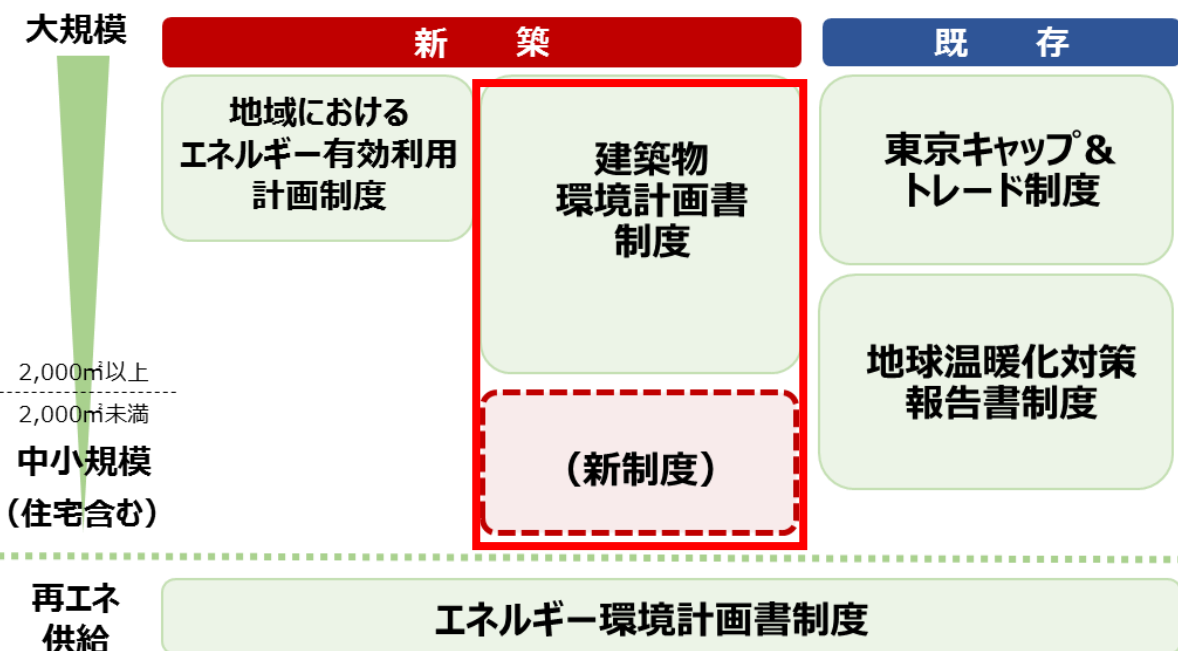 大規模
新 築
既 存
地域における
エネルギー有効利用
計画制度
建築物
環境計画書
制度
東京キャップ&
トレード制度
2,000㎡以上
2,000㎡未満
中小規模
(住宅含む)
(新制度)
地球温暖化対策
報告書制度
再エネ
供給
エネルギー環境計画書制度